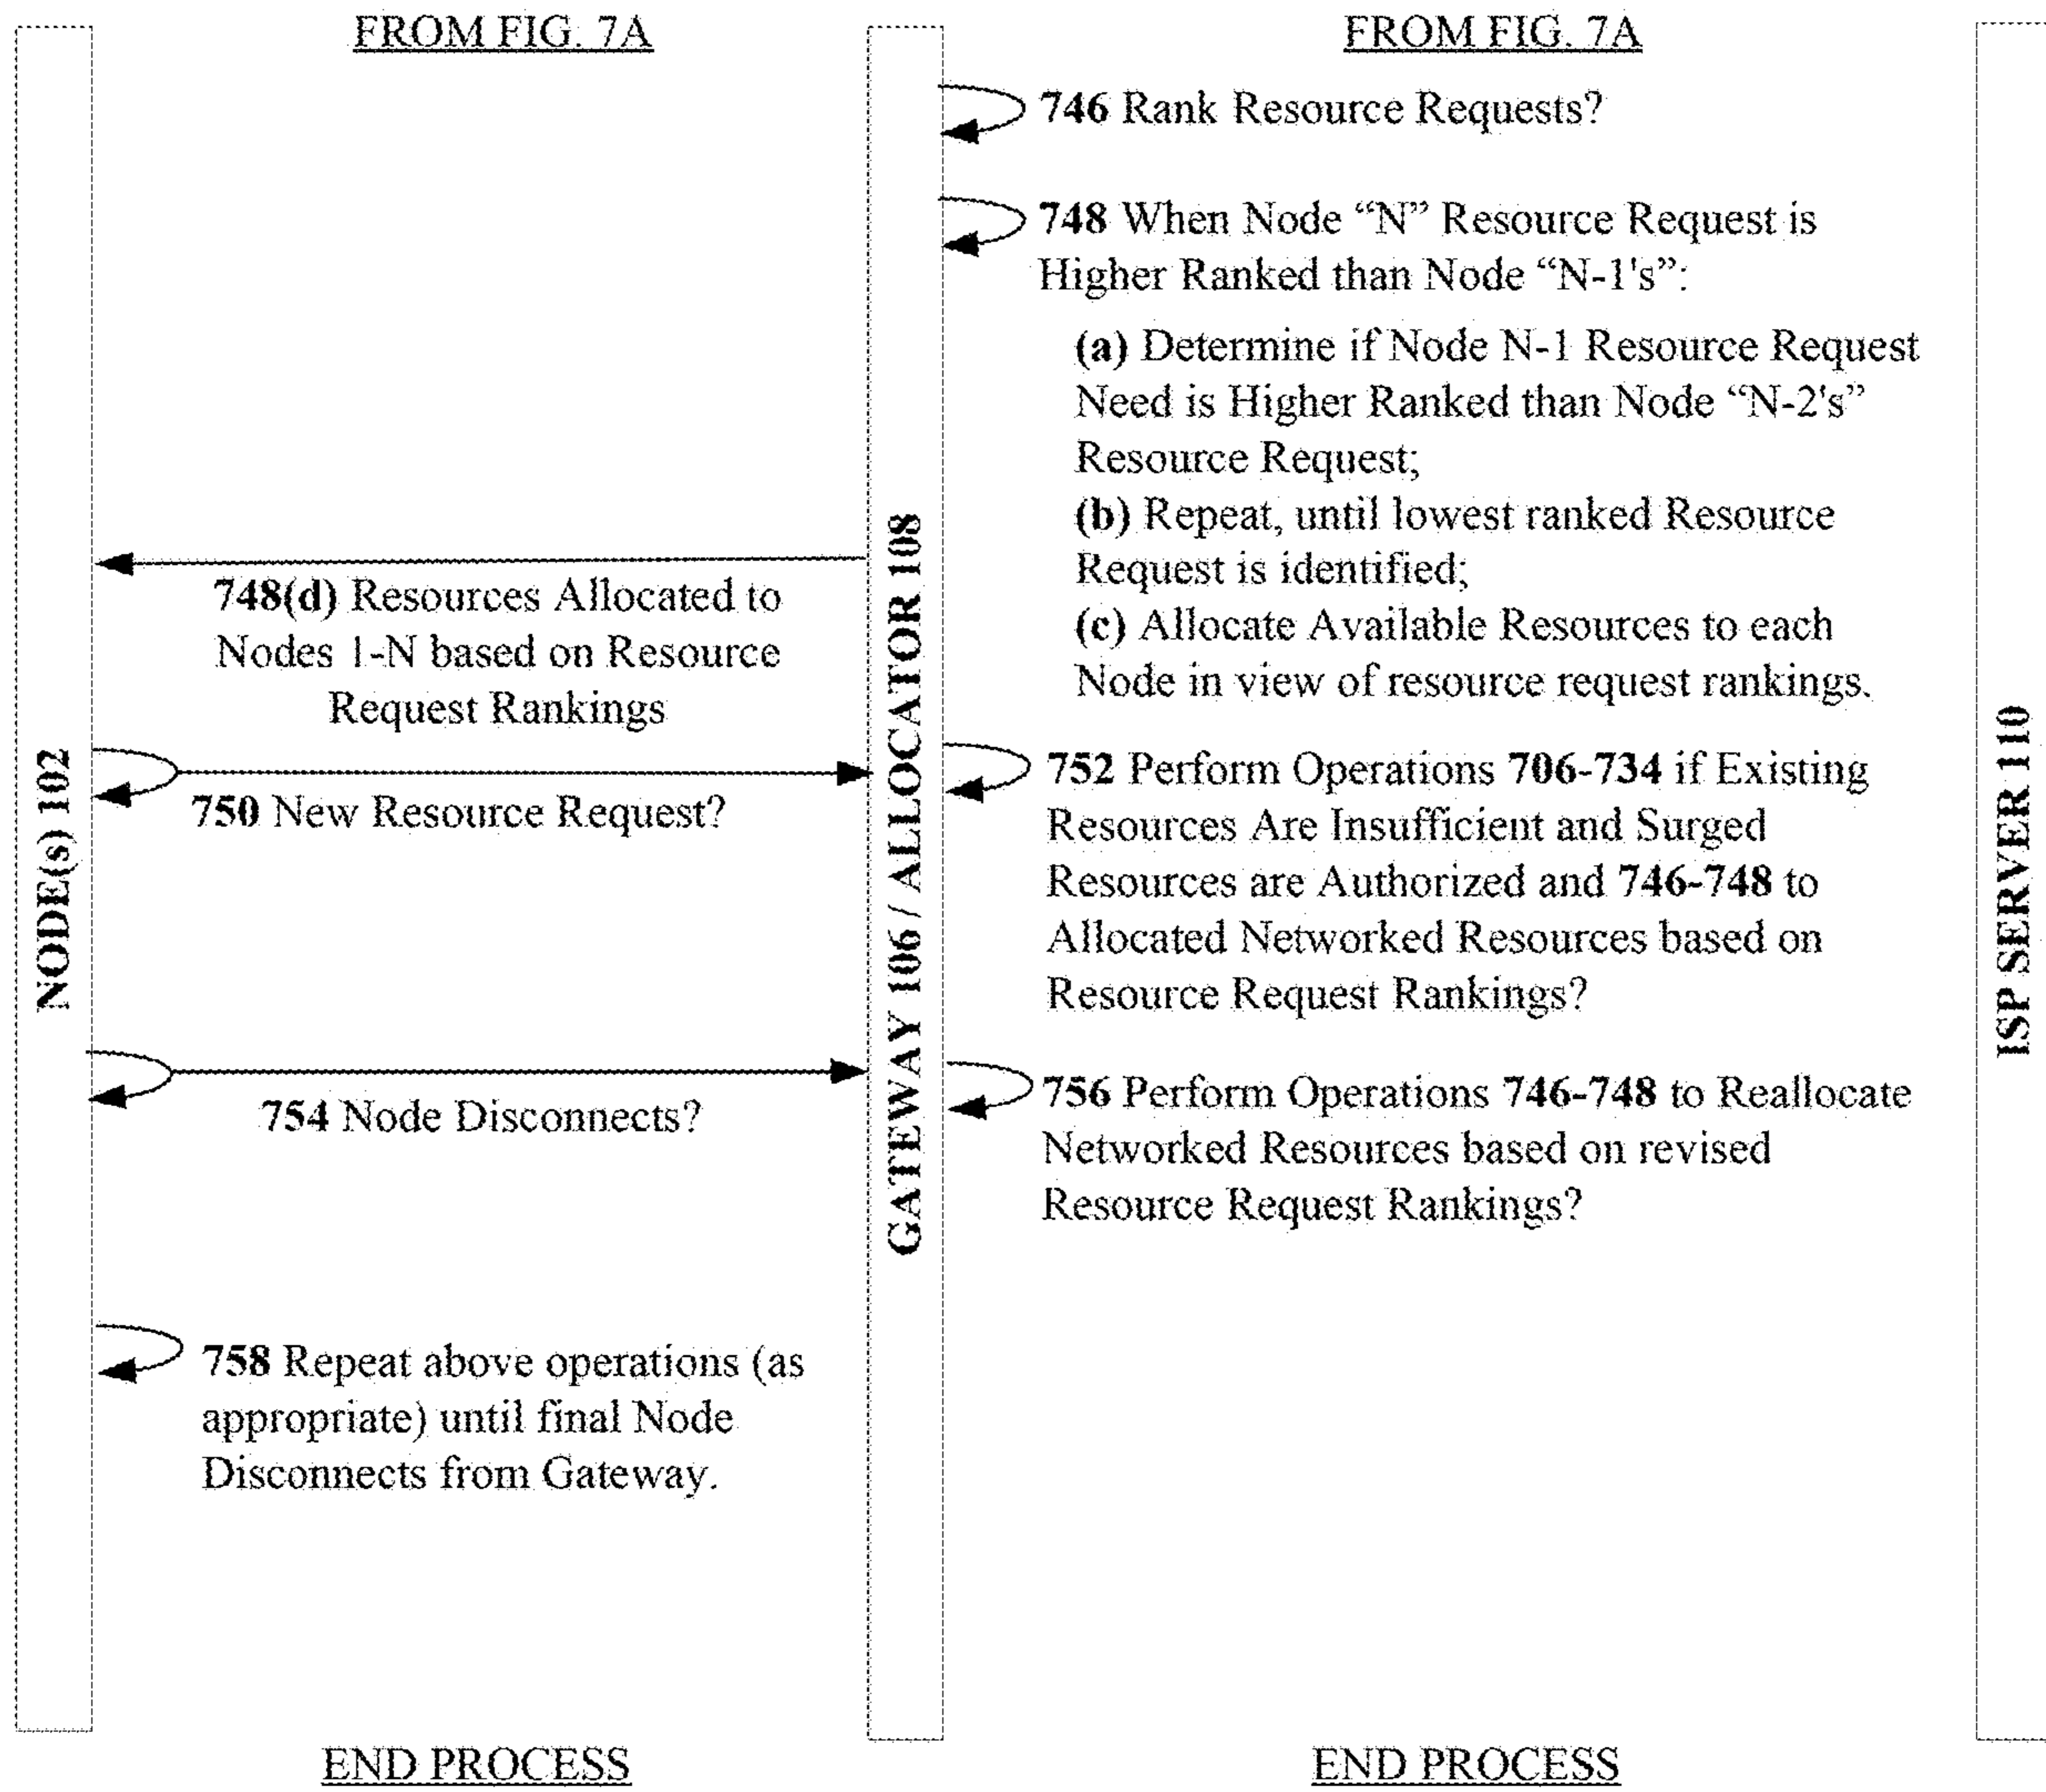 FROM FIG. 7A
FROM FIG. 7A
746 Rank Resource Requests?
748 When Node “N” Resource Request is
Higher Ranked than Node “N-1's”:
(a) Determine if Node N-1 Resource Request
Need is Higher Ranked than Node “N-2's”
Resource Request;
(b) Repeat, until lowest ranked Resource
Request is identified;
(c) Allocate Available Resources to each
Node in view of resource request rankings.
748(d) Resources Allocated to
Nodes 1-N based on Resource
Request Rankings
750 New Resource Request?
752 Perform Operations 706-734 if Existing
Resources Are Insufficient and Surged
Resources are Authorized and 746-748 to
Allocated Networked Resources based on
Resource Request Rankings?
754 Node Disconnects?
756 Perform Operations 746-748 to Reallocate
Networked Resources based on revised
Resource Request Rankings?
758 Repeat above operations (as
appropriate) until final Node
Disconnects from Gateway.
NODE(s) 102
GATEWAY 106 / ALLOCATOR 108
ISP SERVER 110
END PROCESS
END PROCESS